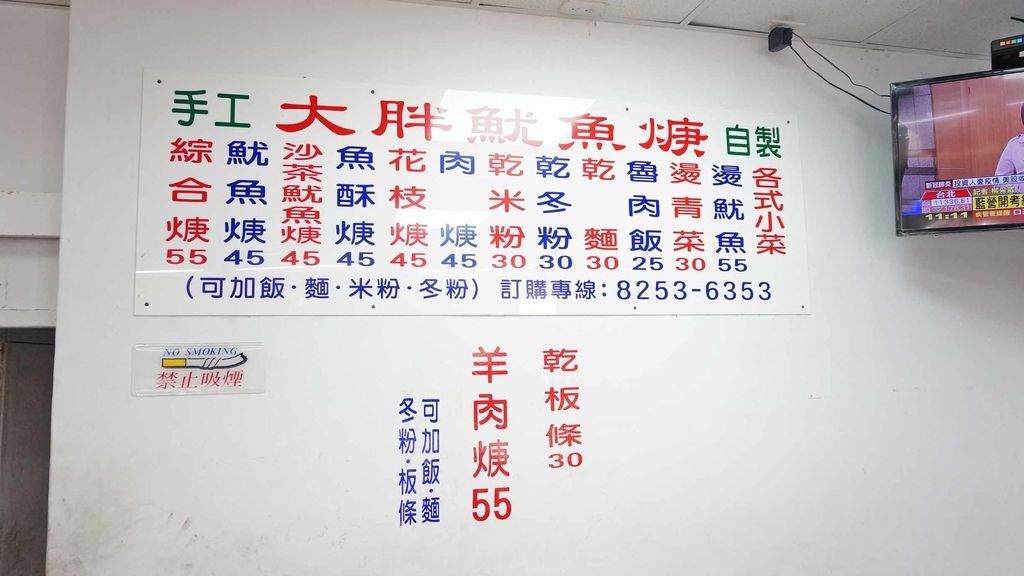 手工 大胖魷魚焿 自製
綜合焿 55
魷魚焿 45
沙茶魷魚焿 45
魚酥焿 45
花枝焿 45
肉焿 45
乾米粉 30
乾冬粉 30
乾麵 30
魯肉飯 25
燙青菜 30
燙魷魚 55
各式小菜
(可加飯·麵·米粉·冬粉) 訂購專線:8253-6353
NO SMOKING
禁止吸煙
乾板條 30
羊肉焿 55
可加飯·麵
冬粉·板條
台北
11:11